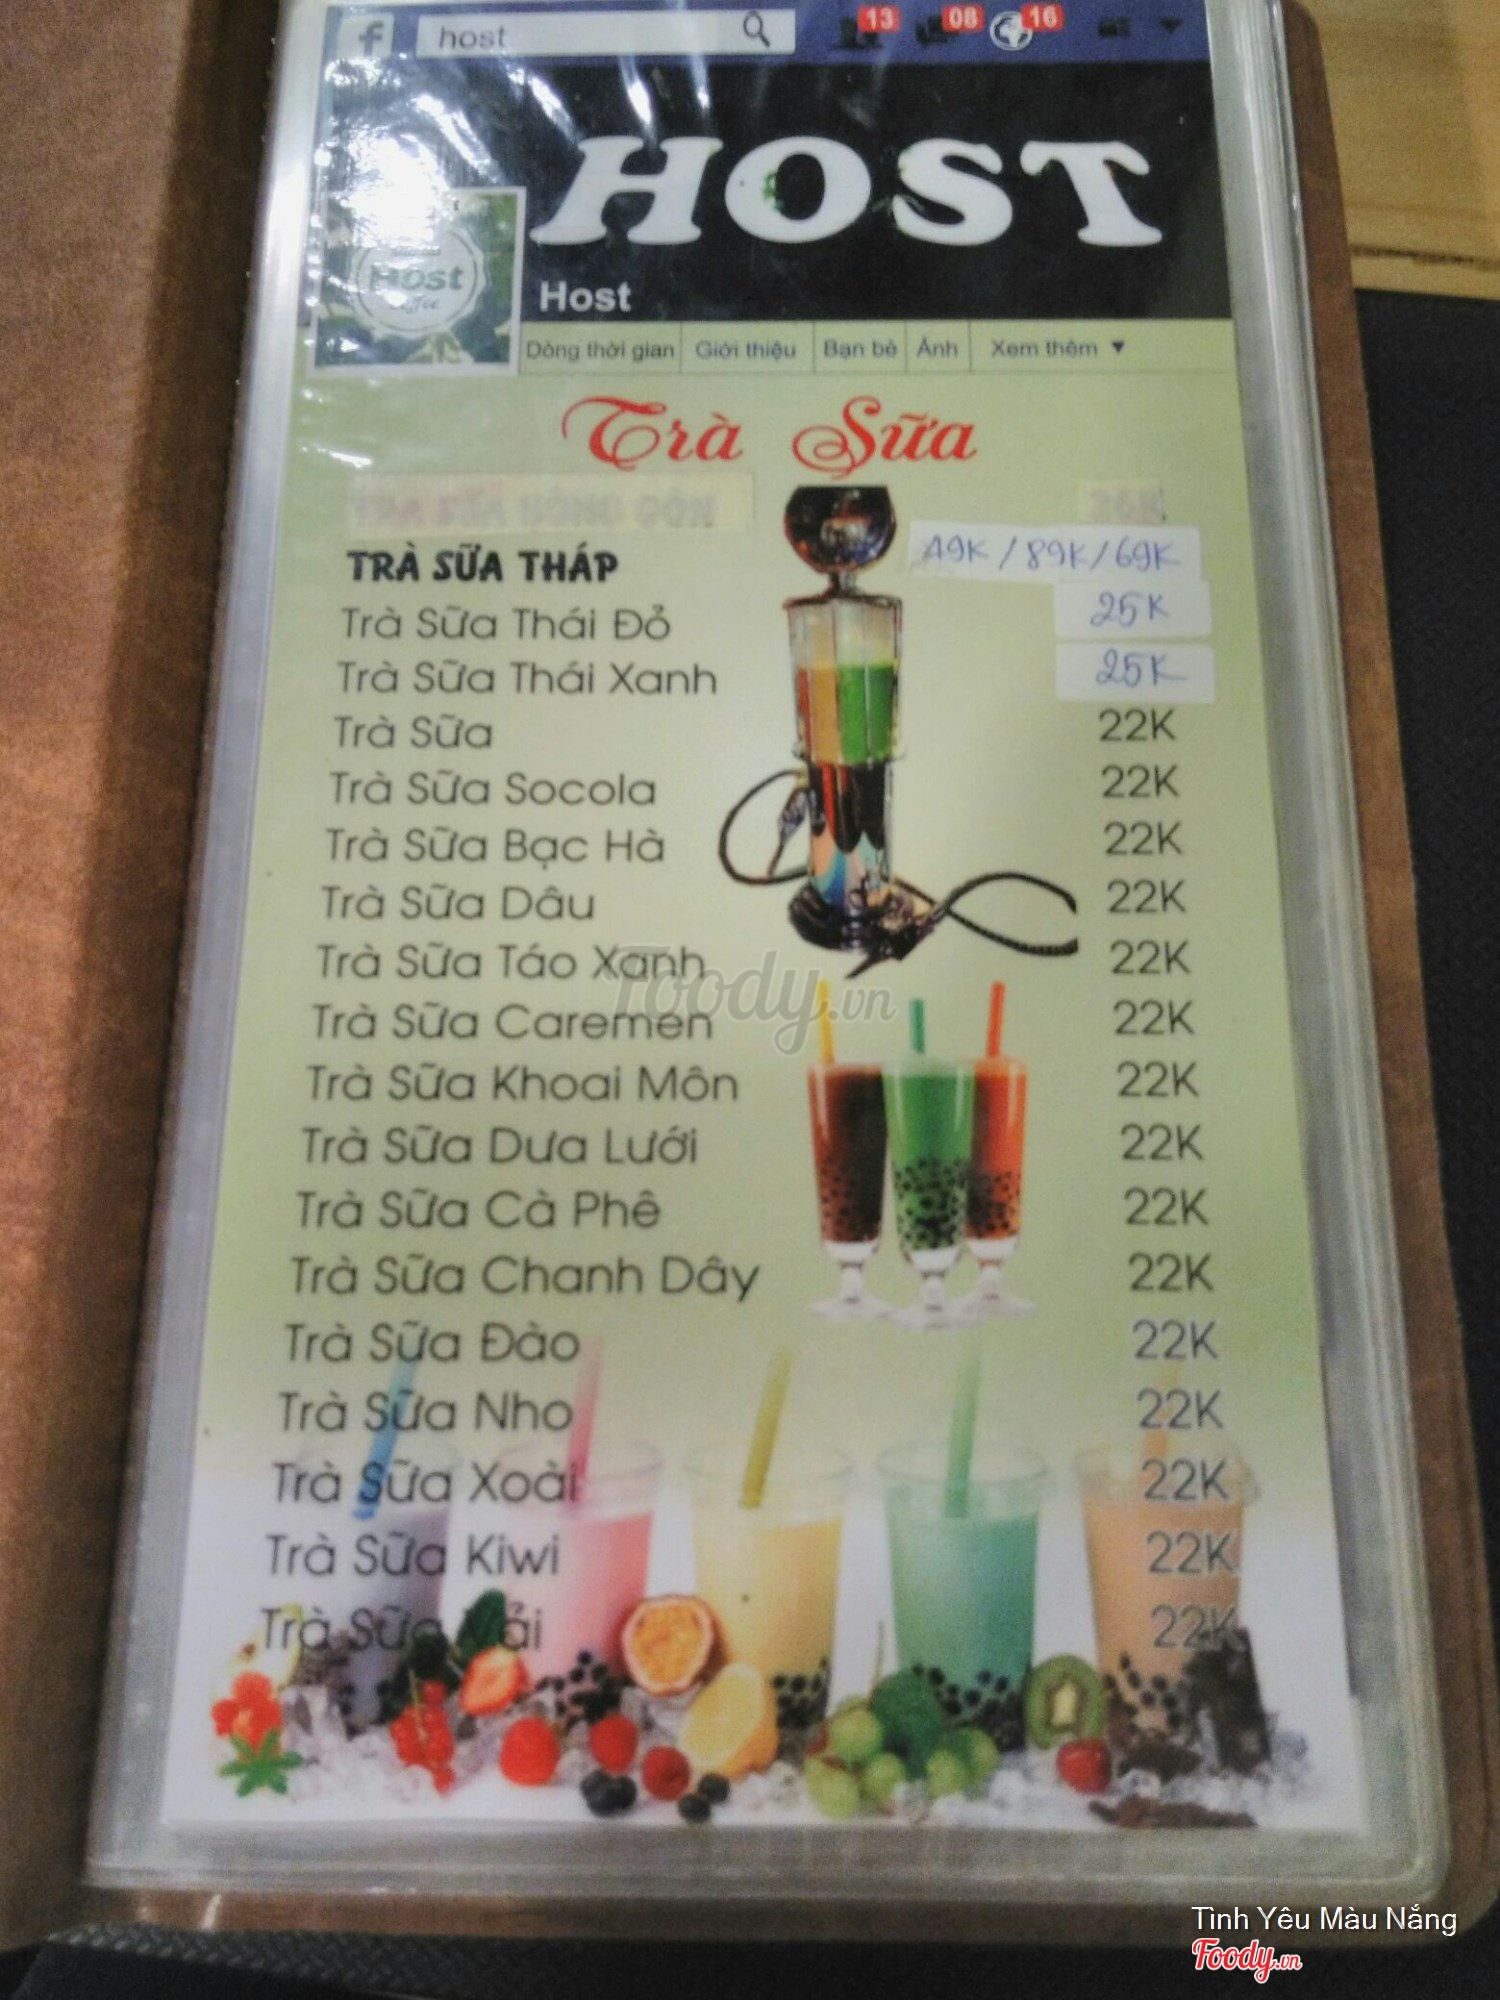 f host 13 08 16
HOST
Host
Coffee
Host
Dòng thời gian Giới thiệu Bạn bè Ảnh Xem thêm ▼
Trà Sữa
TRÀ SỮA THÁP 49K / 89K / 69K
Trà Sữa Thái Đỏ 25K
Trà Sữa Thái Xanh 25K
Trà Sữa 22K
Trà Sữa Socola 22K
Trà Sữa Bạc Hà 22K
Trà Sữa Dâu 22K
Trà Sữa Táo Xanh 22K
Foody.vn
Trà Sữa Caremen 22K
Trà Sữa Khoai Môn 22K
Trà Sữa Dưa Lưới 22K
Trà Sữa Cà Phê 22K
Trà Sữa Chanh Dây 22K
Trà Sữa Đào 22K
Trà Sữa Nho 22K
Trà Sữa Xoài 22K
Trà Sữa Kiwi 22K
Trà Sữa 22K
Tình Yêu Màu Nắng
Foody.vn